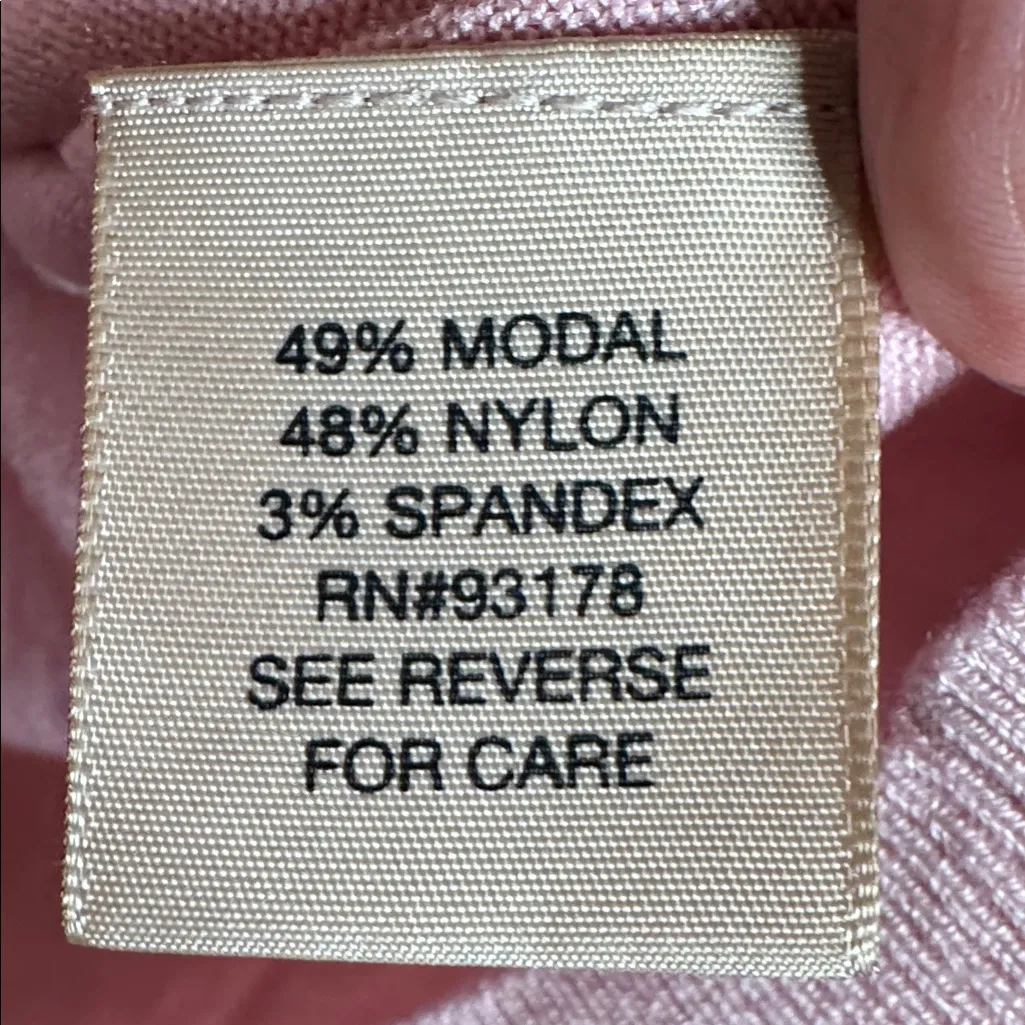 49% MODAL
48% NYLON
3% SPANDEX
RN#93178
SEE REVERSE
FOR CARE